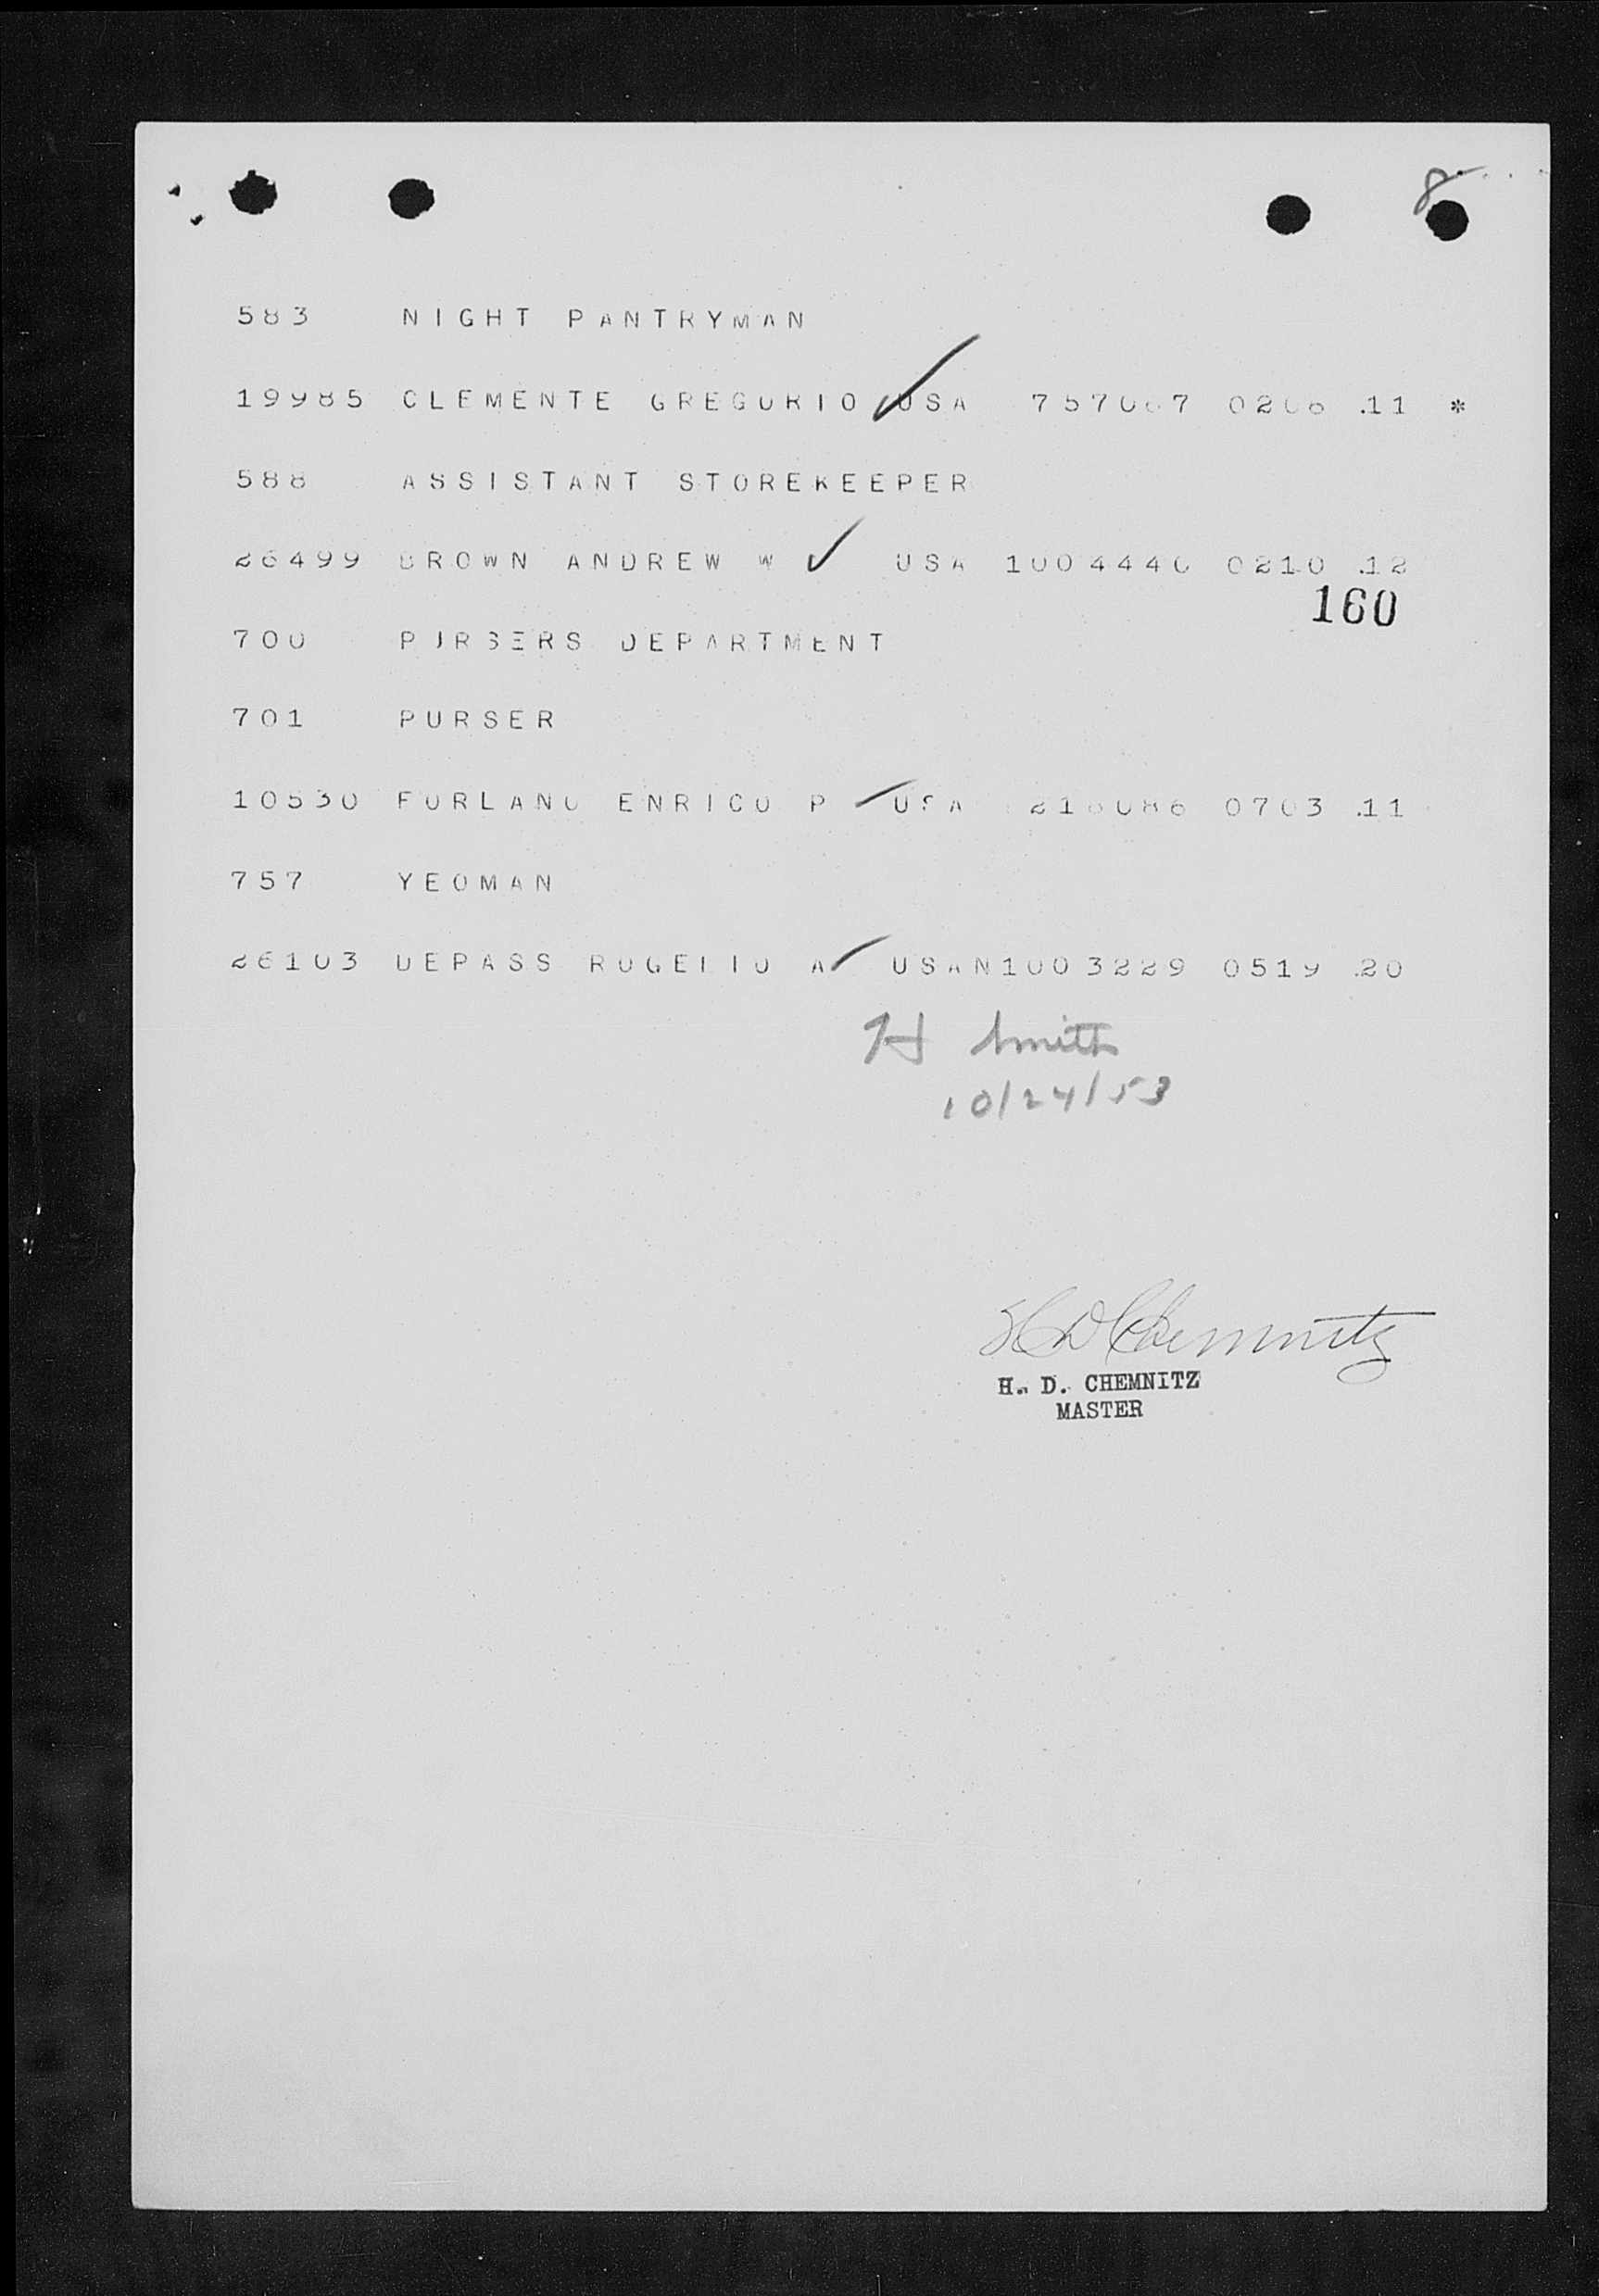 8
583 NIGHT PANTRYMAN
19985 CLEMENTE GREGORIO ✓ USA 757067 0206 .11 *
588 ASSISTANT STOREKEEPER
26499 BROWN ANDREW W ✓ USA 1004440 0210 .12
160
700 PURSERS DEPARTMENT
701 PURSER
10530 FORLANO ENRICO P ✓ USA 0703 .11
757 YEOMAN
26103 DEPASS ROGELIO A ✓ USAN1003229 0519 .20
H Smith
10/24/53
H D Chemnitz
H. D. CHEMNITZ
MASTER